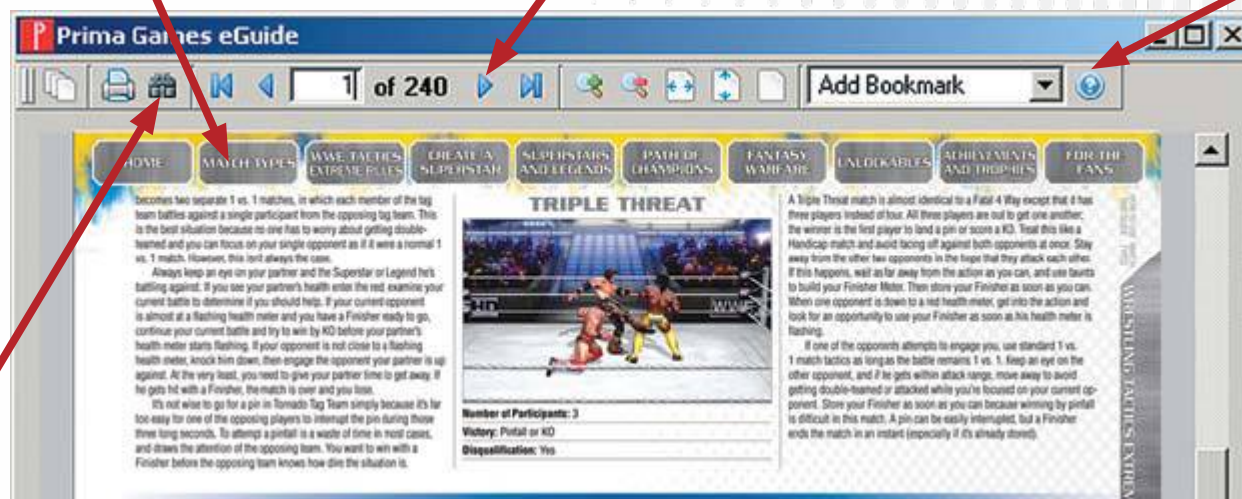 Prima Games eGuide
1 of 240 Add Bookmark
HOME MATCH TYPES WWE TACTICS EXTREME RULES CREATE A SUPERSTAR SUPERSTARS AND LEGENDS PATH OF CHAMPIONS FANTASY WARFARE UNLOCKABLES ACHIEVEMENTS AND TROPHIES FOR THE FANS
becomes two separate 1 vs. 1 matches, in which each member of the tag
team battles against a single participant from the opposing tag team. This
is the best situation because no one has to worry about getting double-
teamed and you can focus on your single opponent as if it were a normal 1
vs. 1 match. However, this isn't always the case.
Always keep an eye on your partner and the Superstar or Legend he's
battling against. If you see your partner's health enter the red, examine your
current battle to determine if you should help. If your current opponent
is almost at a flashing health meter and you have a Finisher ready to go,
continue your current battle and try to win by KO before your partner's
health meter starts flashing. If your opponent is not close to a flashing
health meter, knock him down, then engage the opponent your partner is up
against. At the very least, you need to give your partner time to get away. If
he gets hit with a Finisher, the match is over and you lose.
It's not wise to go for a pin in Tornado Tag Team simply because it's far
too easy for one of the opposing players to interrupt the pin during those
three long seconds. To attempt a pinfall is a waste of time in most cases,
and draws the attention of the opposing team. You want to win with a
Finisher before the opposing team knows how dire the situation is.
TRIPLE THREAT
HD
WWE
Number of Participants: 3
Victory: Pinfall or KO
Disqualification: Yes
A Triple Threat match is almost identical to a Fatal 4 Way except that it has
three players instead of four. All three players are out to get one another;
the winner is the first player to land a pin or score a KO. Treat this like a
Handicap match and avoid facing off against both opponents at once. Stay
away from the other two opponents in the hope that they attack each other.
If this happens, wait as far away from the action as you can, and use taunts
to build your Finisher Meter. Then store your Finisher as soon as you can.
When one opponent is down to a red health meter, get into the action and
look for an opportunity to use your Finisher as soon as his health meter is
flashing.
If one of the opponents attempts to engage you, use standard 1 vs.
1 match tactics as long as the battle remains 1 vs. 1. Keep an eye on the
other opponent, and if he gets within attack range, move away to avoid
getting double-teamed or attacked while you're focused on your current op-
ponent. Store your Finisher as soon as you can because winning by pinfall
is difficult in this match. A pin can be easily interrupted, but a Finisher
ends the match in an instant (especially if it's already stored).
WRESTLING TACTICS EXTREME